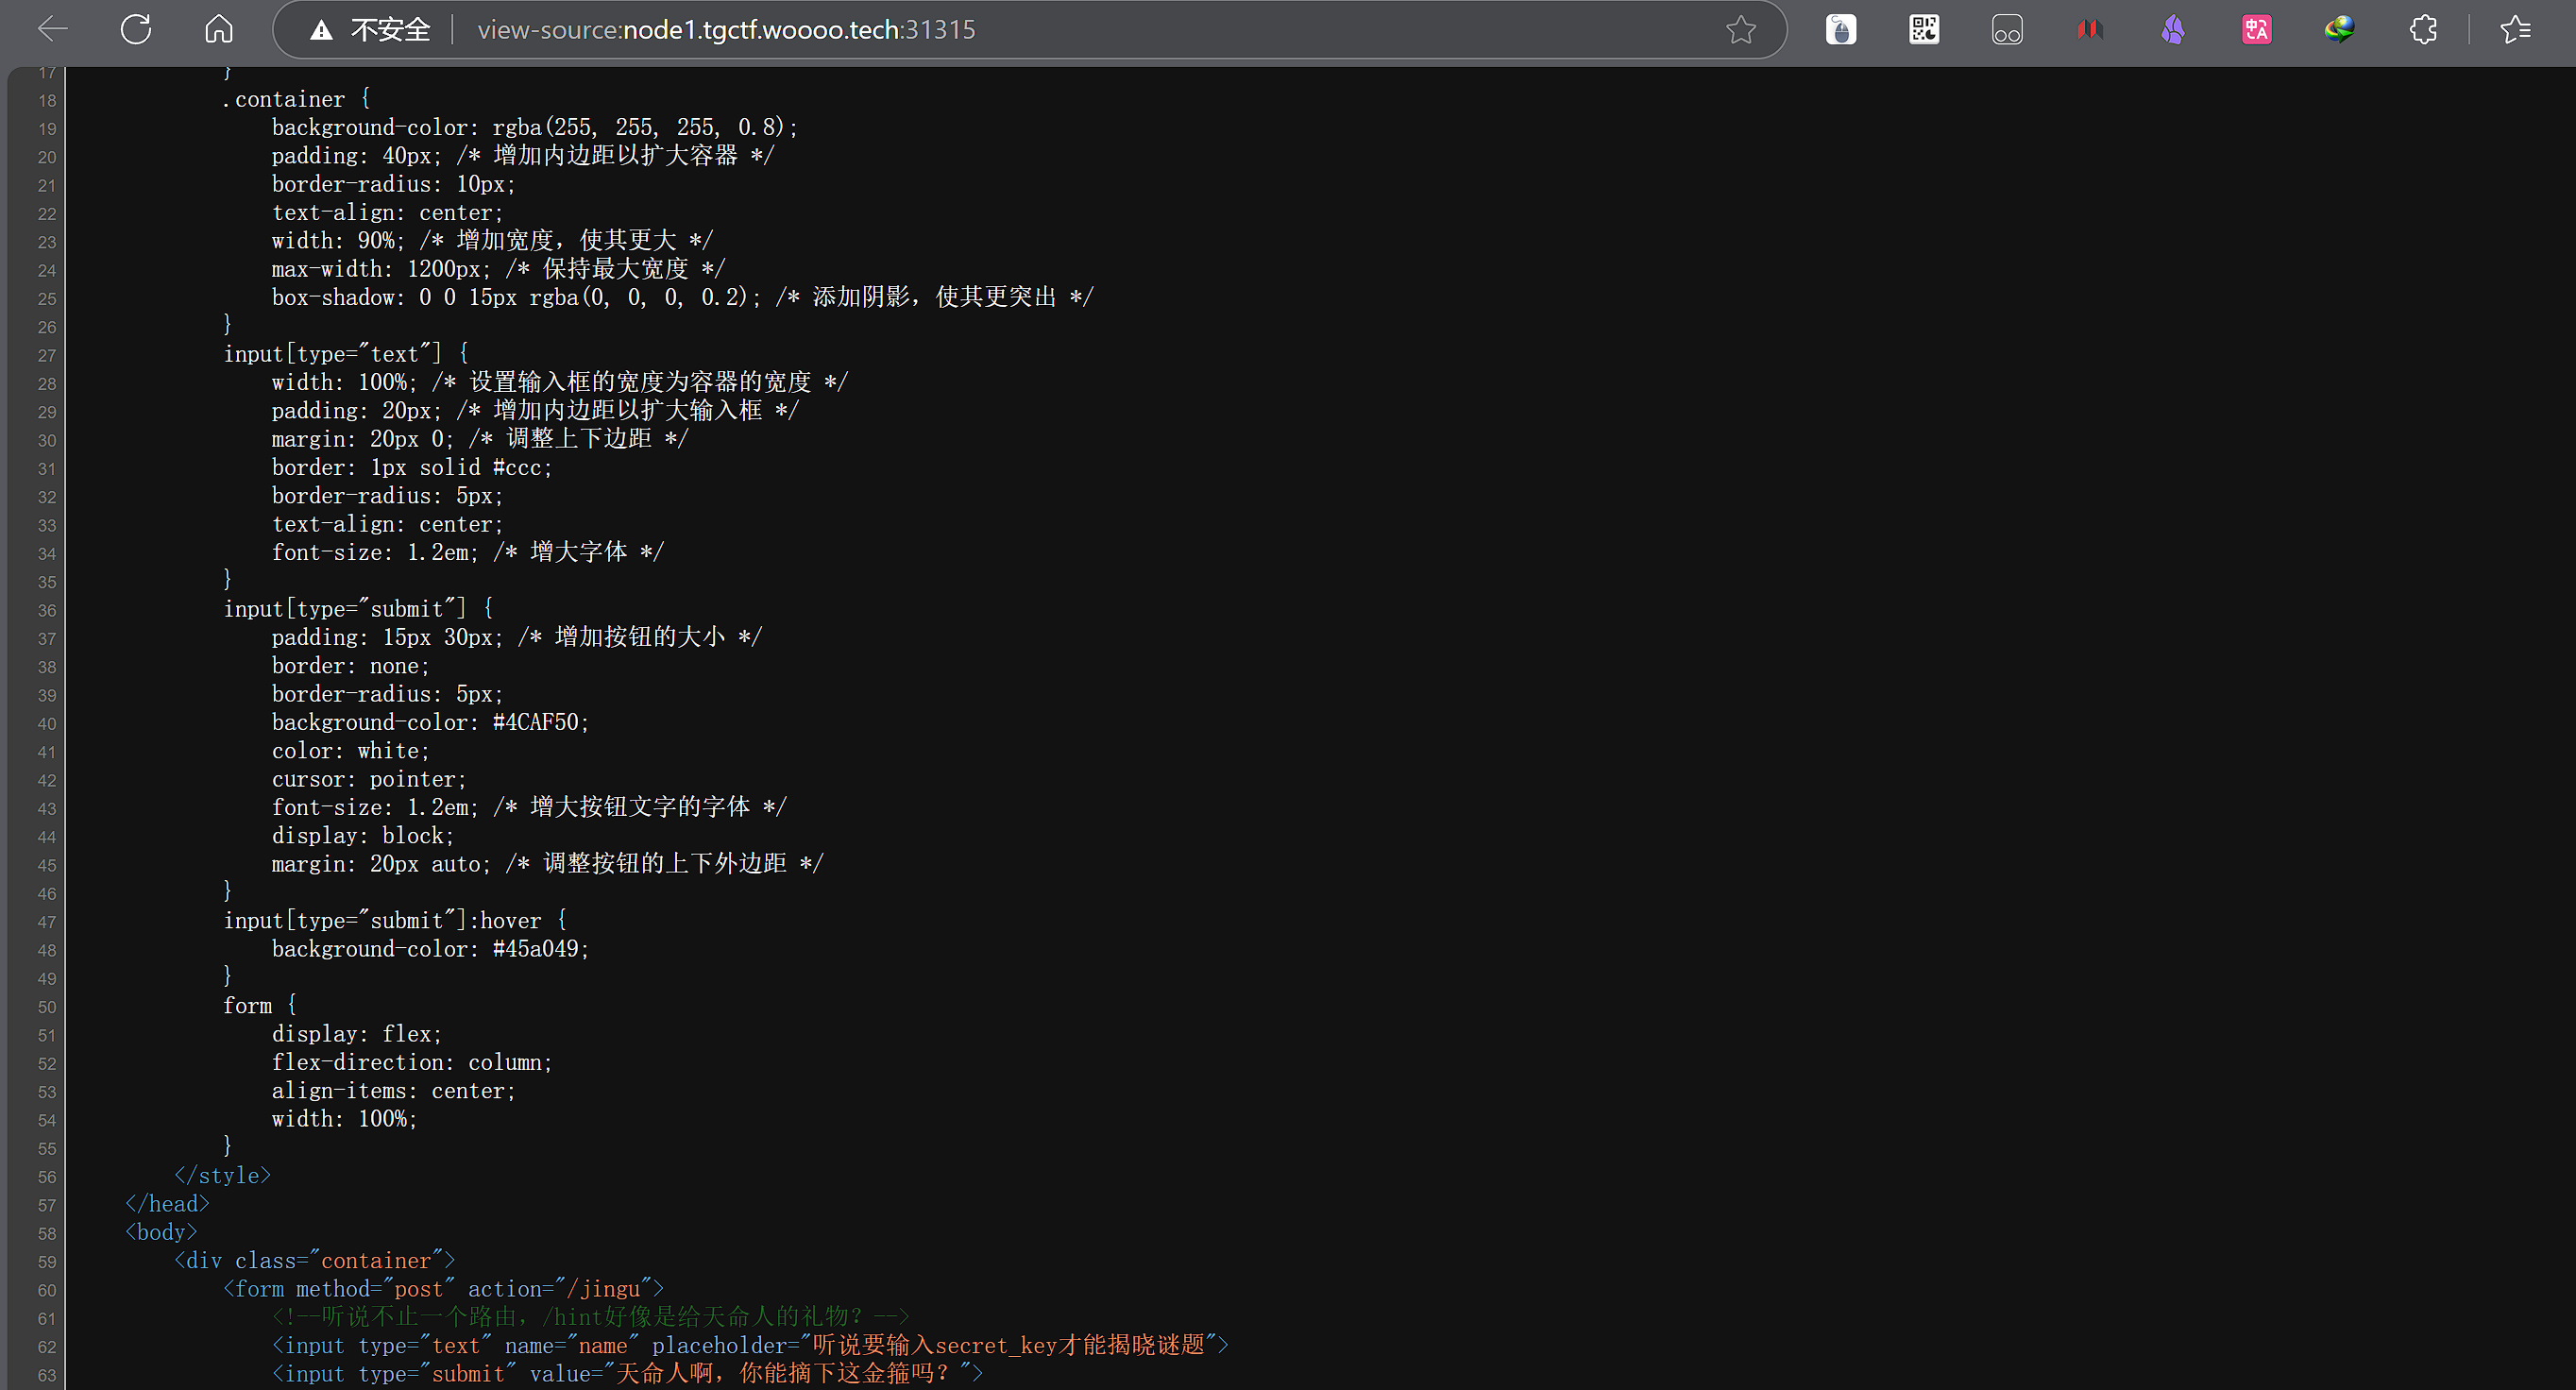 不安全 view-source:node1.tgctf.woooo.tech:31315
17 }
18 .container {
19 background-color: rgba(255, 255, 255, 0.8);
20 padding: 40px; /* 增加内边距以扩大容器 */
21 border-radius: 10px;
22 text-align: center;
23 width: 90%; /* 增加宽度，使其更大 */
24 max-width: 1200px; /* 保持最大宽度 */
25 box-shadow: 0 0 15px rgba(0, 0, 0, 0.2); /* 添加阴影，使其更突出 */
26 }
27 input[type="text"] {
28 width: 100%; /* 设置输入框的宽度为容器的宽度 */
29 padding: 20px; /* 增加内边距以扩大输入框 */
30 margin: 20px 0; /* 调整上下边距 */
31 border: 1px solid #ccc;
32 border-radius: 5px;
33 text-align: center;
34 font-size: 1.2em; /* 增大字体 */
35 }
36 input[type="submit"] {
37 padding: 15px 30px; /* 增加按钮的大小 */
38 border: none;
39 border-radius: 5px;
40 background-color: #4CAF50;
41 color: white;
42 cursor: pointer;
43 font-size: 1.2em; /* 增大按钮文字的字体 */
44 display: block;
45 margin: 20px auto; /* 调整按钮的上下外边距 */
46 }
47 input[type="submit"]:hover {
48 background-color: #45a049;
49 }
50 form {
51 display: flex;
52 flex-direction: column;
53 align-items: center;
54 width: 100%;
55 }
56 </style>
57 </head>
58 <body>
59 <div class="container">
60 <form method="post" action="/jingu">
61 <!--听说不止一个路由，/hint好像是给天命人的礼物？-->
62 <input type="text" name="name" placeholder="听说要输入secret_key才能揭晓谜题">
63 <input type="submit" value="天命人啊，你能摘下这金箍吗？">